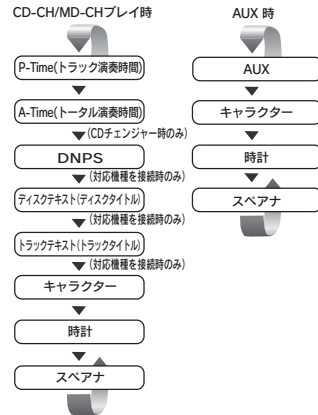 CD-CH/MD-CHプレイ時
P-Time(トラック演奏時間)
A-Time(トータル演奏時間)
(CDチェンジャー時のみ)
DNPS
(対応機種を接続時のみ)
ディスクテキスト(ディスクタイトル)
(対応機種を接続時のみ)
トラックテキスト(トラックタイトル)
(対応機種を接続時のみ)
キャラクター
時計
スペアナ
AUX 時
AUX
キャラクター
時計
スペアナ